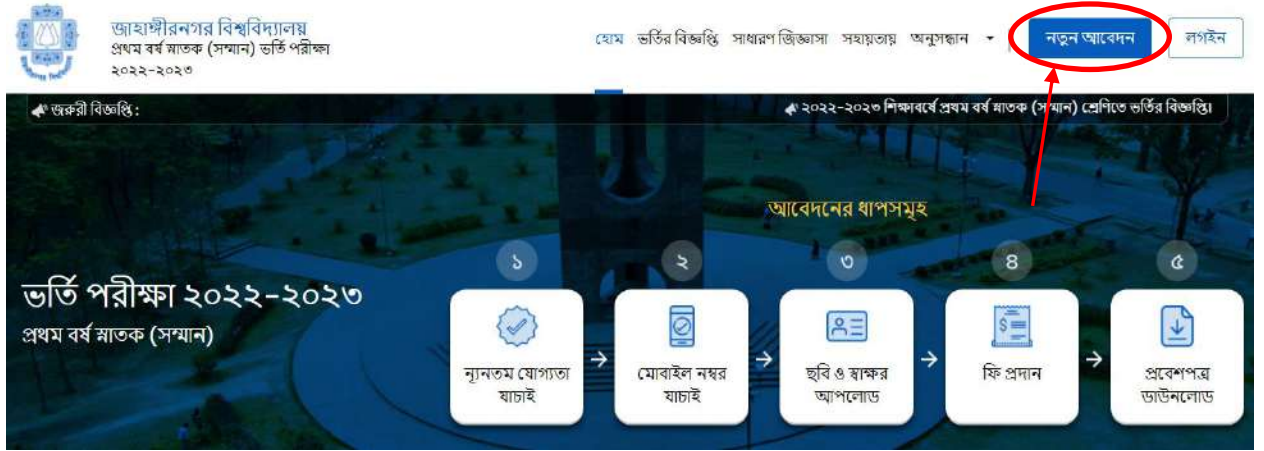 জাহাঙ্গীরনগর বিশ্ববিদ্যালয়
প্রথম বর্ষ স্নাতক (সম্মান) ভর্তি পরীক্ষা
২০২২-২০২৩
হোম ভর্তির বিজ্ঞপ্তি সাধারণ জিজ্ঞাসা সহায়তায় অনুসন্ধান নতুন আবেদন লগইন
জরুরী বিজ্ঞপ্তি :
২০২২-২০২৩ শিক্ষাবর্ষে প্রথম বর্ষ স্নাতক (সম্মান) শ্রেণিতে ভর্তির বিজ্ঞপ্তি।
আবেদনের ধাপসমূহ
ভর্তি পরীক্ষা ২০২২-২০২৩
প্রথম বর্ষ স্নাতক (সম্মান)
১
ন্যূনতম যোগ্যতা
যাচাই
২
মোবাইল নম্বর
যাচাই
৩
ছবি ও স্বাক্ষর
আপলোড
৪
ফি প্রদান
৫
প্রবেশপত্র
ডাউনলোড